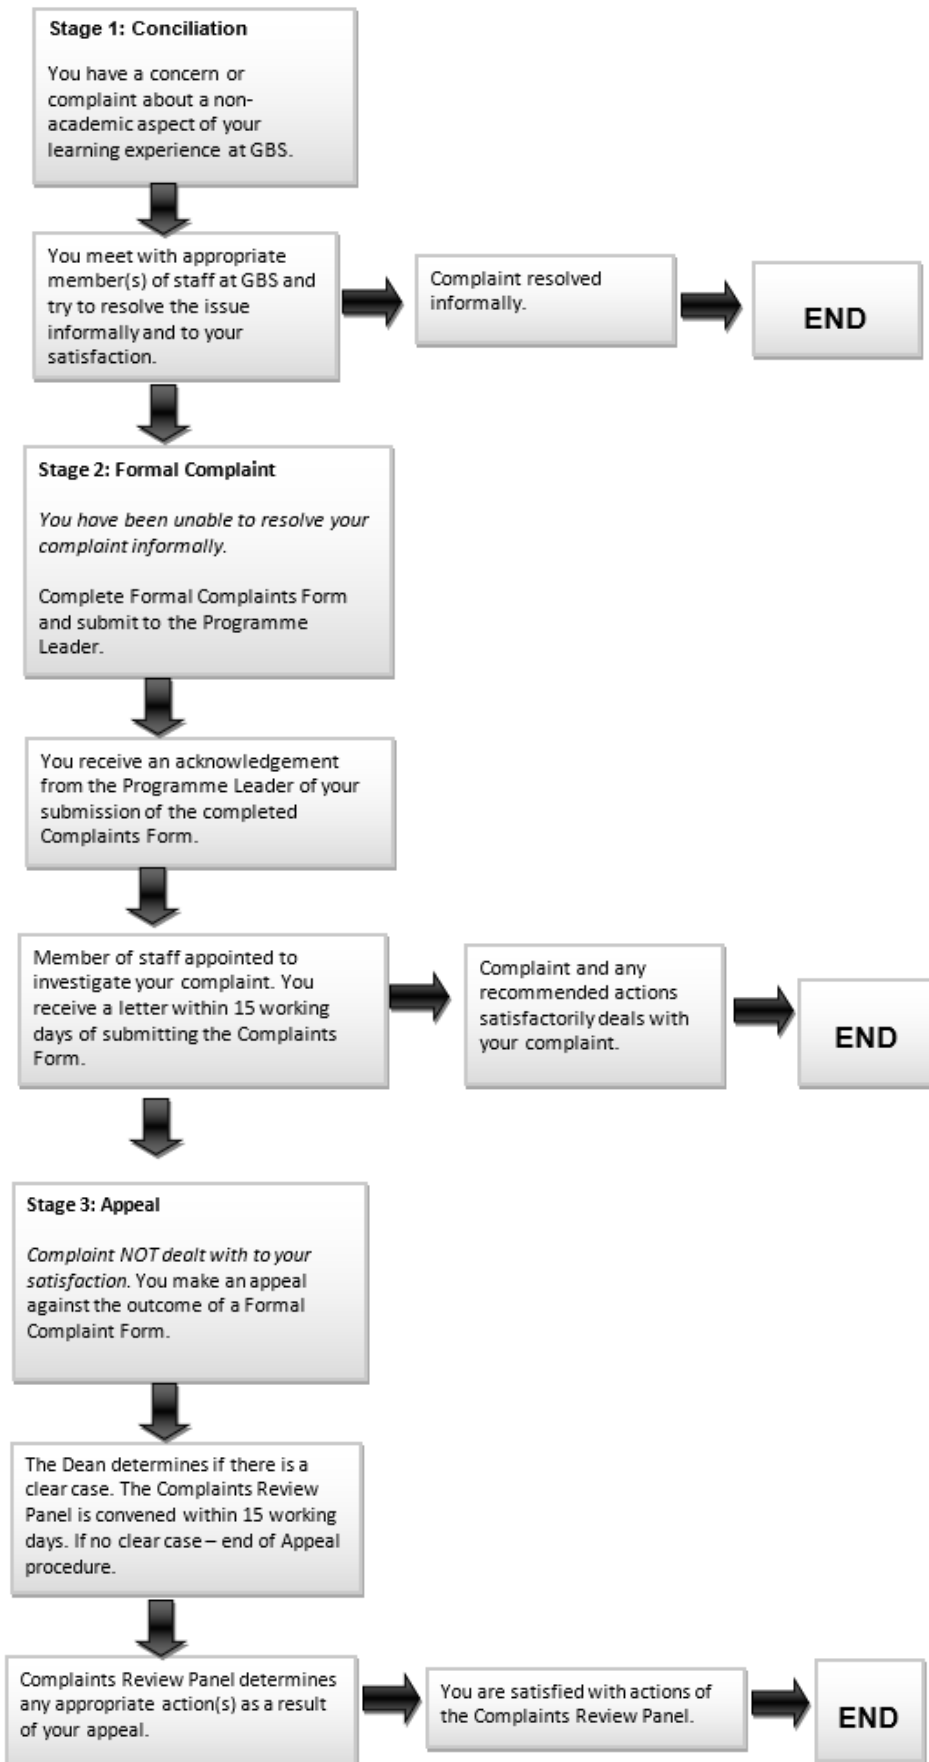 Stage 1: Conciliation
You have a concern or
complaint about a non-
academic aspect of your
learning experience at GBS.
You meet with appropriate
member(s) of staff at GBS and
try to resolve the issue
informally and to your
satisfaction.
Complaint resolved
informally.
END
Stage 2: Formal Complaint
You have been unable to resolve your
complaint informally.
Complete Formal Complaints Form
and submit to the Programme
Leader.
You receive an acknowledgement
from the Programme Leader of your
submission of the completed
Complaints Form.
Member of staff appointed to
investigate your complaint. You
receive a letter within 15 working
days of submitting the Complaints
Form.
Complaint and any
recommended actions
satisfactorily deals with
your complaint.
END
Stage 3: Appeal
Complaint NOT dealt with to your
satisfaction. You make an appeal
against the outcome of a Formal
Complaint Form.
The Dean determines if there is a
clear case. The Complaints Review
Panel is convened within 15 working
days. If no clear case – end of Appeal
procedure.
Complaints Review Panel determines
any appropriate action(s) as a result
of your appeal.
You are satisfied with actions of
the Complaints Review Panel.
END